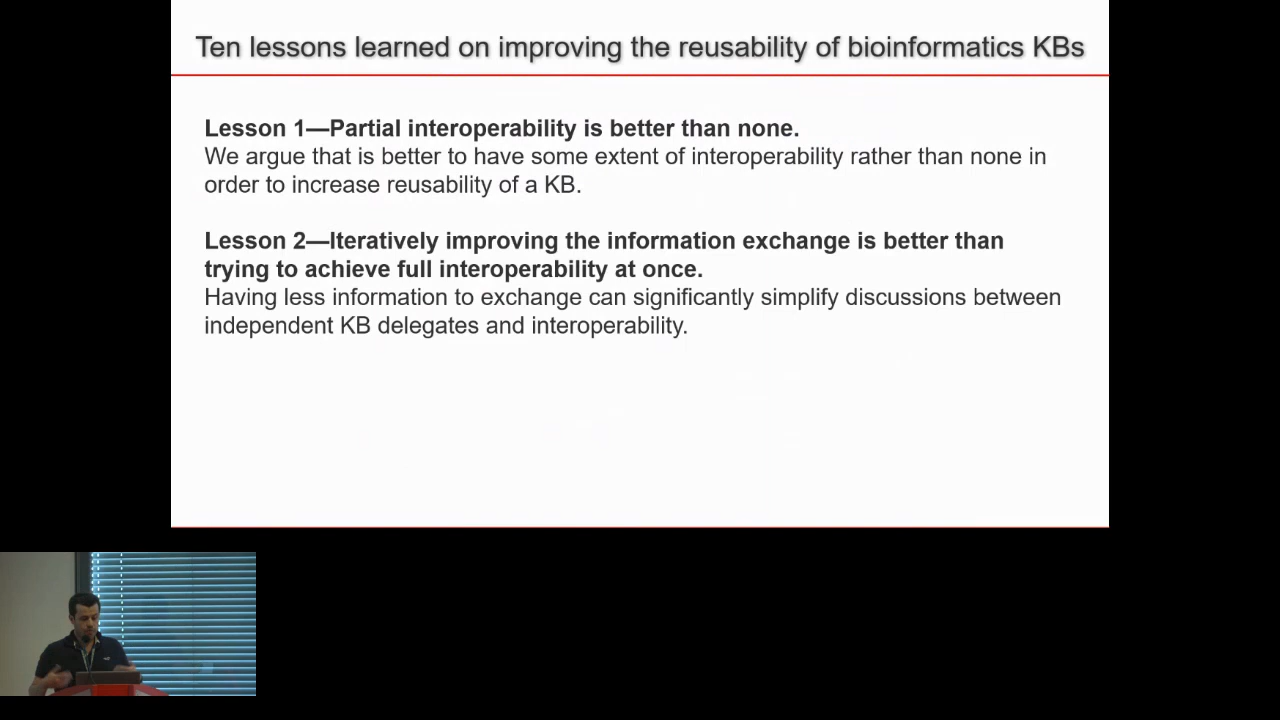 Ten lessons learned on improving the reusability of bioinformatics KBs
Lesson 1—Partial interoperability is better than none.
We argue that is better to have some extent of interoperability rather than none in
order to increase reusability of a KB.
Lesson 2—Iteratively improving the information exchange is better than
trying to achieve full interoperability at once.
Having less information to exchange can significantly simplify discussions between
independent KB delegates and interoperability.